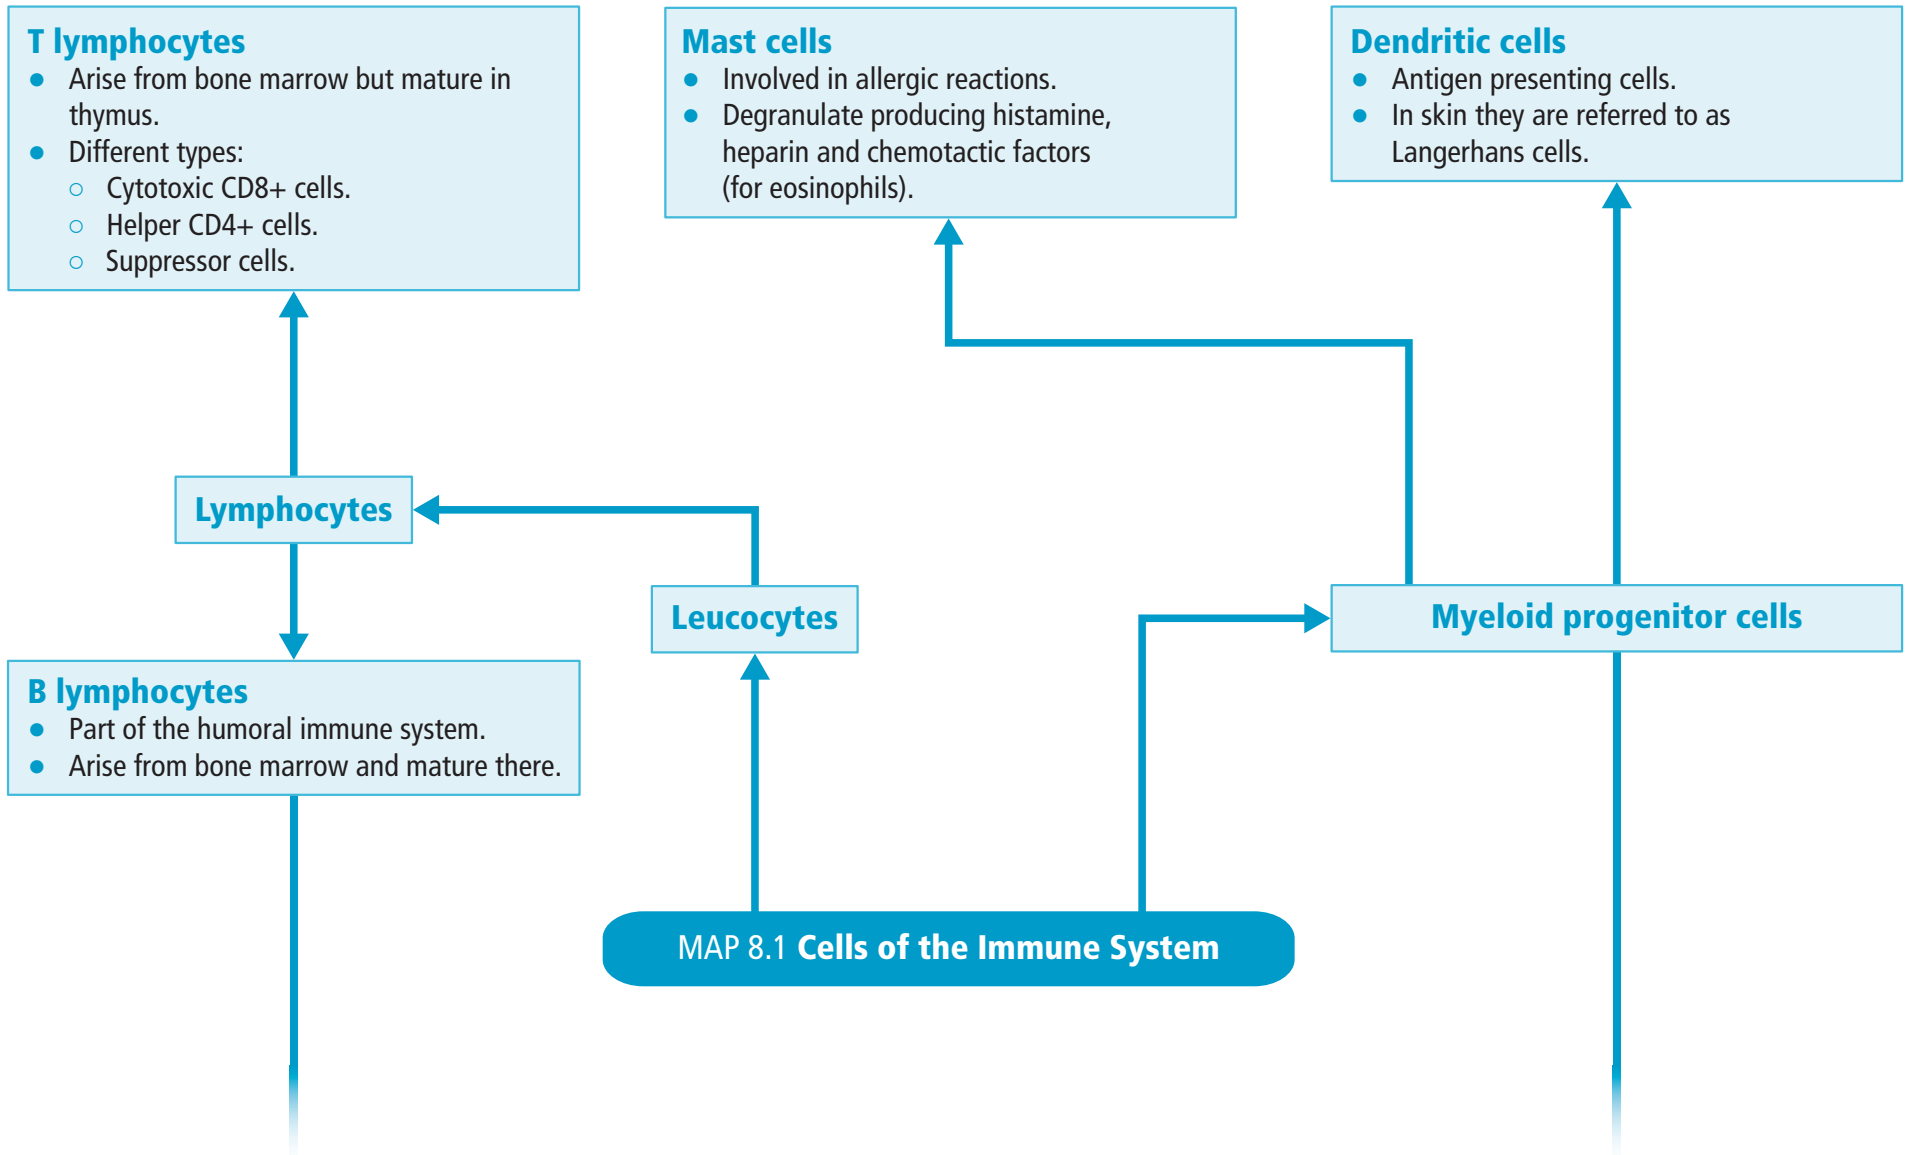 T lymphocytes
● Arise from bone marrow but mature in
thymus.
● Different types:
○ Cytotoxic CD8+ cells.
○ Helper CD4+ cells.
○ Suppressor cells.
Mast cells
● Involved in allergic reactions.
● Degranulate producing histamine,
heparin and chemotactic factors
(for eosinophils).
Dendritic cells
● Antigen presenting cells.
● In skin they are referred to as
Langerhans cells.
Lymphocytes
Leucocytes
Myeloid progenitor cells
B lymphocytes
● Part of the humoral immune system.
● Arise from bone marrow and mature there.
MAP 8.1 Cells of the Immune System